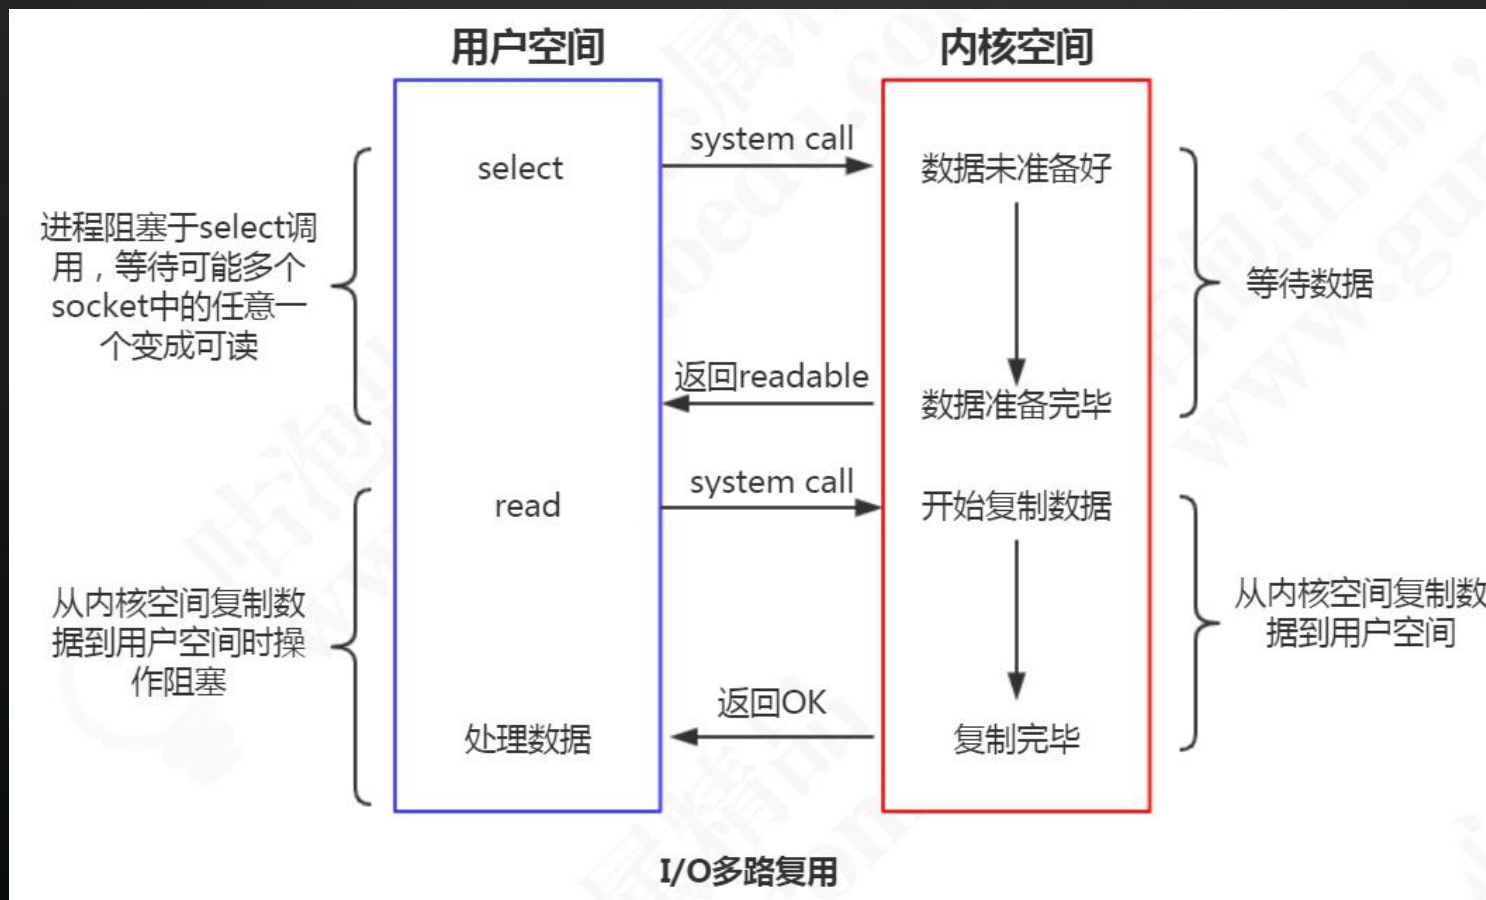 用户空间
内核空间
system call
select
数据未准备好
进程阻塞于select调
用，等待可能多个
socket中的任意一
个变成可读
等待数据
返回readable
数据准备完毕
system call
read
开始复制数据
从内核空间复制数
据到用户空间时操
作阻塞
从内核空间复制数
据到用户空间
返回OK
处理数据
复制完毕
I/O多路复用